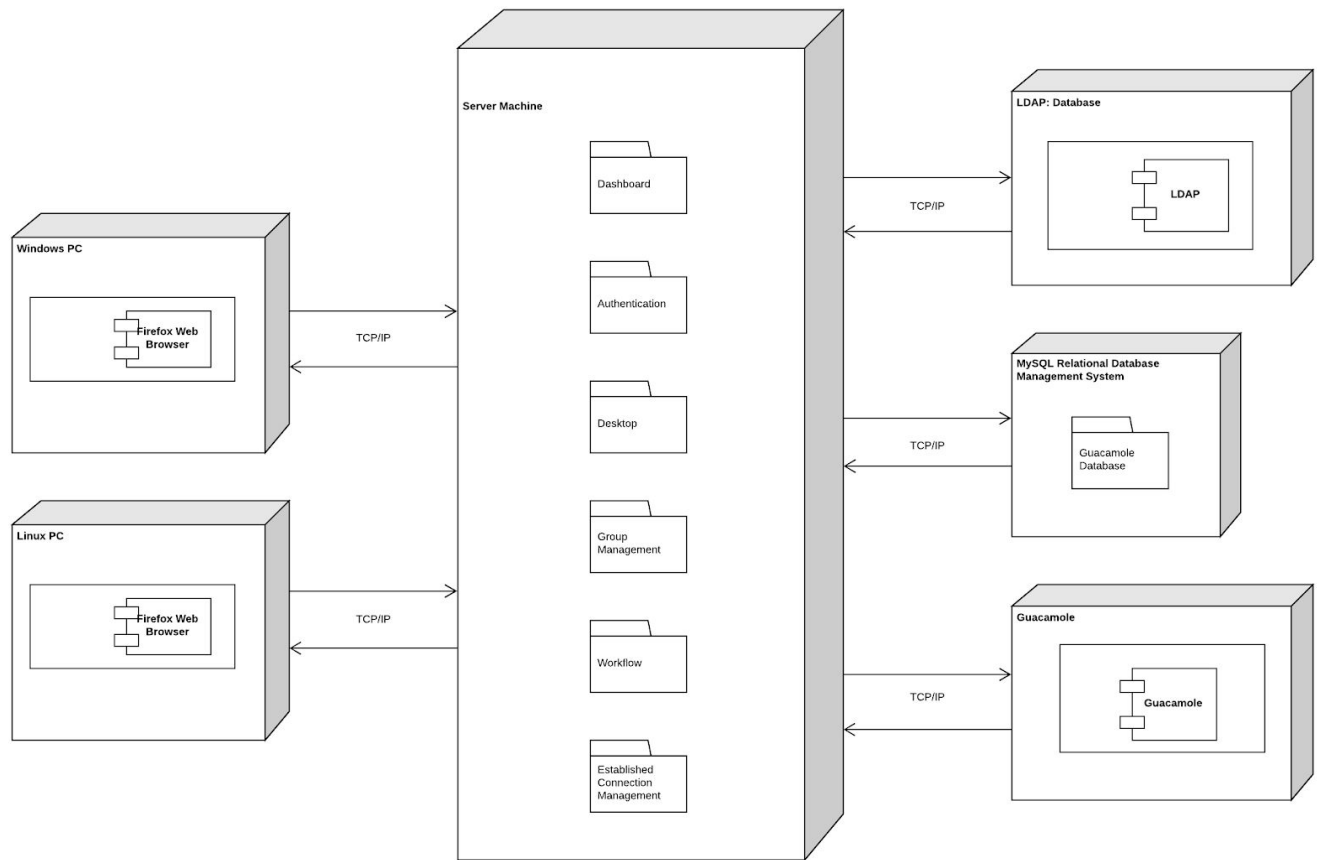 Server Machine
Dashboard
Authentication
Desktop
Group
Management
Workflow
Established
Connection
Management
Windows PC
Firefox Web
Browser
TCP/IP
Linux PC
Firefox Web
Browser
TCP/IP
LDAP: Database
LDAP
TCP/IP
MySQL Relational Database
Management System
Guacamole
Database
TCP/IP
Guacamole
Guacamole
TCP/IP